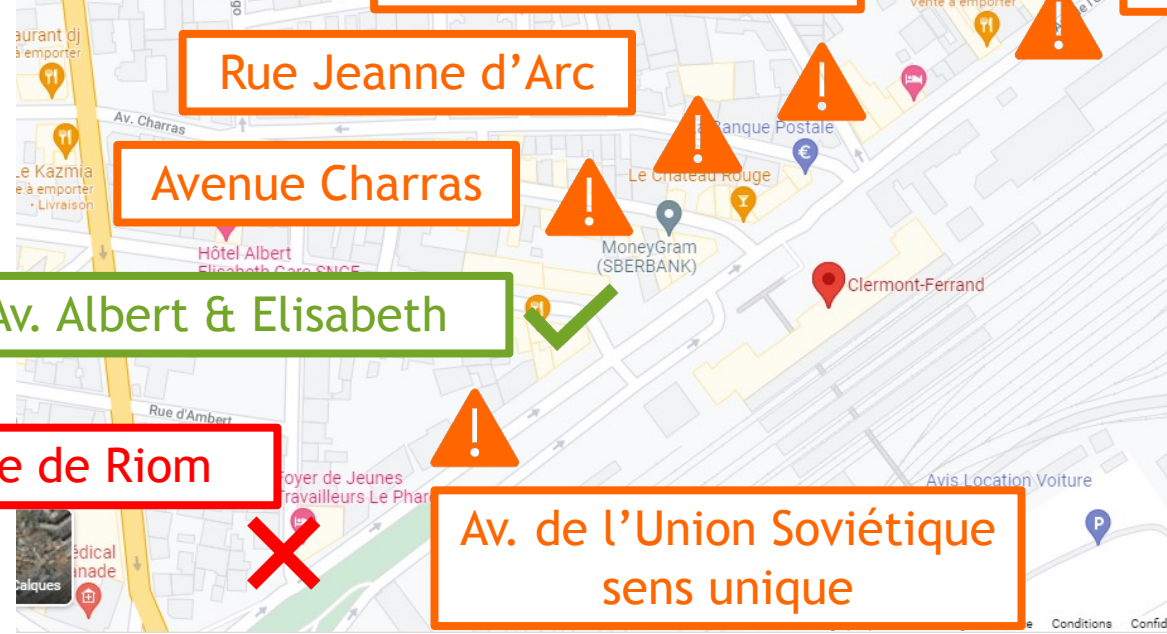 Vente à emporter
aurant dj
à emporter
Rue Jeanne d’Arc
Av. Charras
Banque Postale
Le Kazmia
e à emporter
• Livraison
Avenue Charras
Le Château Rouge
Hôtel Albert
Elisabeth Gare SNCF
MoneyGram
(SBERBANK)
Clermont-Ferrand
Av. Albert & Elisabeth
Rue d'Ambert
e de Riom
Foyer de Jeunes
Travailleurs Le Phare
Avis Location Voiture
P
Av. de l’Union Soviétique
sens unique
édical
anade
Calques
Conditions
Confid